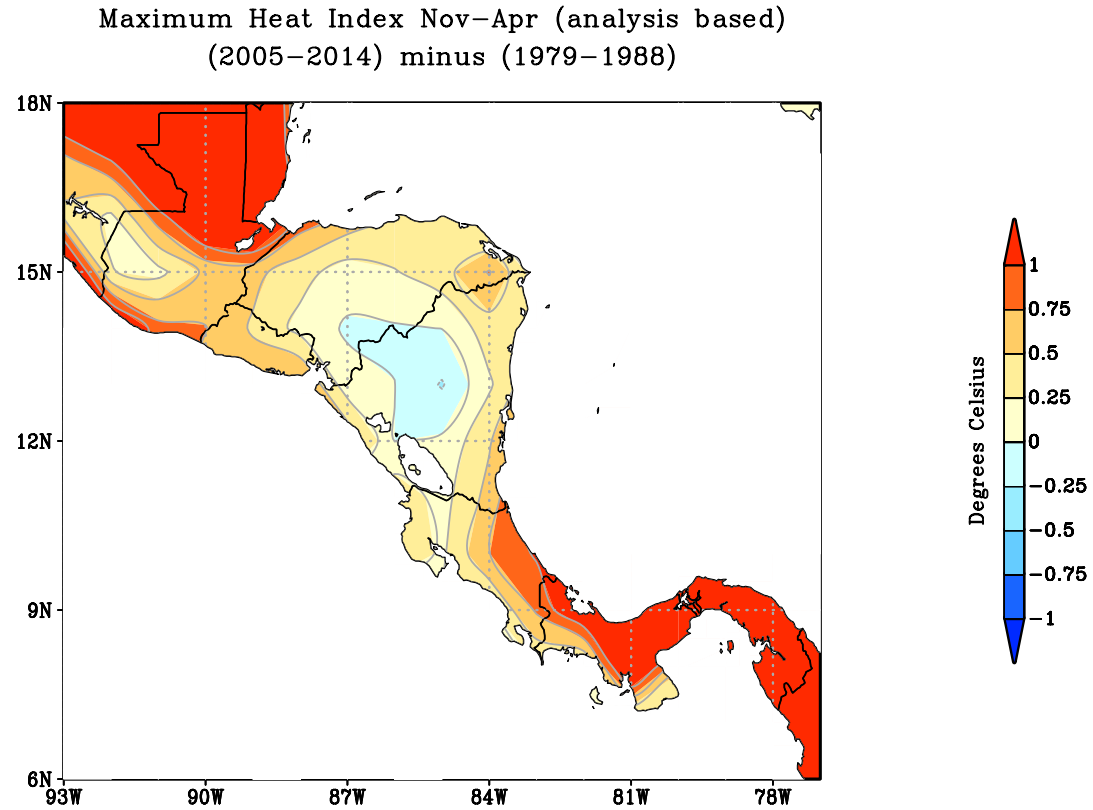 Maximum Heat Index Nov-Apr (analysis based)
(2005-2014) minus (1979-1988)
18N
15N
12N
9N
6N
93W 90W 87W 84W 81W 78W
Degrees Celsius
1
0.75
0.5
0.25
0
-0.25
-0.5
-0.75
-1